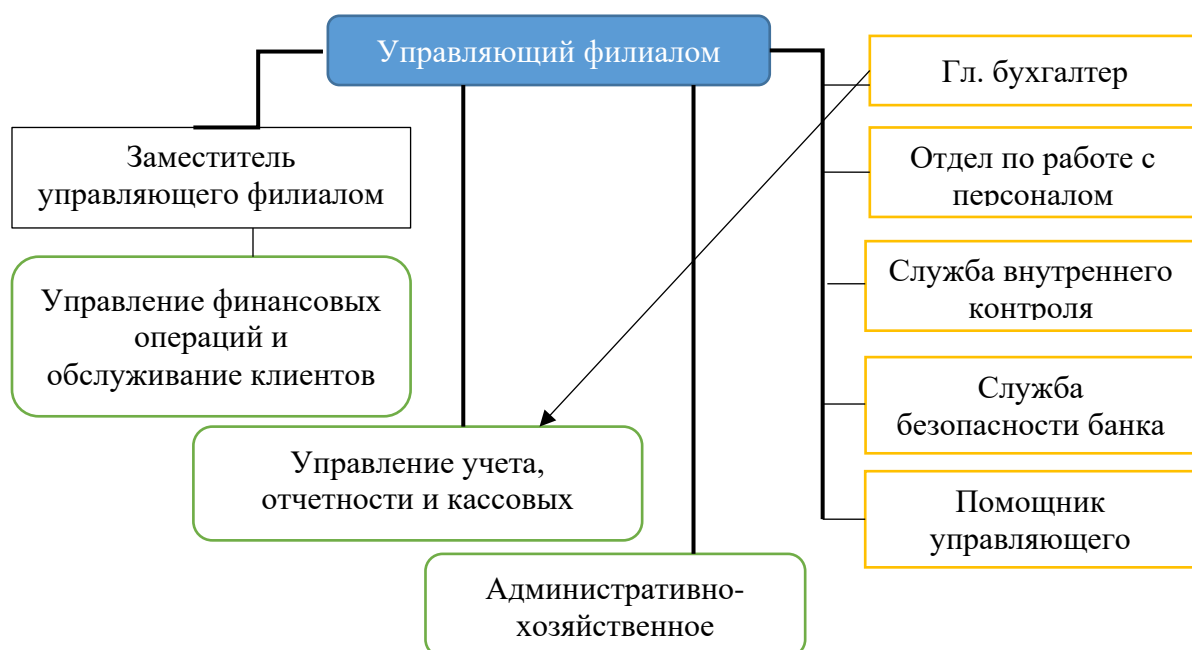 Управляющий филиалом
Гл. бухгалтер
Заместитель
управляющего филиалом
Отдел по работе с
персоналом
Управление финансовых
операций и
обслуживание клиентов
Служба внутреннего
контроля
Служба
безопасности банка
Управление учета,
отчетности и кассовых
Помощник
управляющего
Административно-
хозяйственное